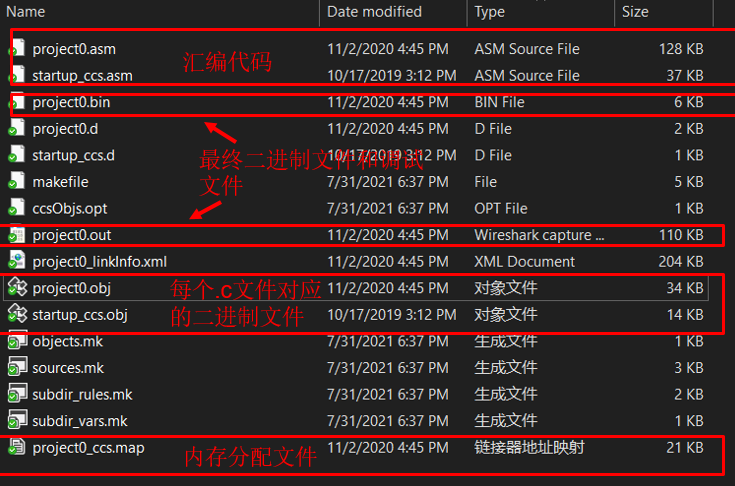 Name Date modified Type Size
project0.asm 11/2/2020 4:45 PM ASM Source File 128 KB
汇编代码
startup_ccs.asm 10/17/2019 3:12 PM ASM Source File 37 KB
project0.bin 11/2/2020 4:45 PM BIN File 6 KB
project0.d 11/2/2020 4:45 PM D File 2 KB
startup_ccs.d 10/17/2019 3:12 PM D File 1 KB
最终二进制文件和调试
文件
makefile 7/31/2021 6:37 PM File 5 KB
ccsObjs.opt 7/31/2021 6:37 PM OPT File 1 KB
project0.out 11/2/2020 4:45 PM Wireshark capture ... 110 KB
project0_linkInfo.xml 11/2/2020 4:45 PM XML Document 204 KB
project0.obj 11/2/2020 4:45 PM 对象文件 34 KB
每个.c文件对应
的二进制文件
startup_ccs.obj 10/17/2019 3:12 PM 对象文件 14 KB
objects.mk 7/31/2021 6:37 PM 生成文件 1 KB
sources.mk 7/31/2021 6:37 PM 生成文件 3 KB
subdir_rules.mk 7/31/2021 6:37 PM 生成文件 2 KB
subdir_vars.mk 7/31/2021 6:37 PM 生成文件 1 KB
project0_ccs.map 11/2/2020 4:45 PM 链接器地址映射 21 KB
内存分配文件